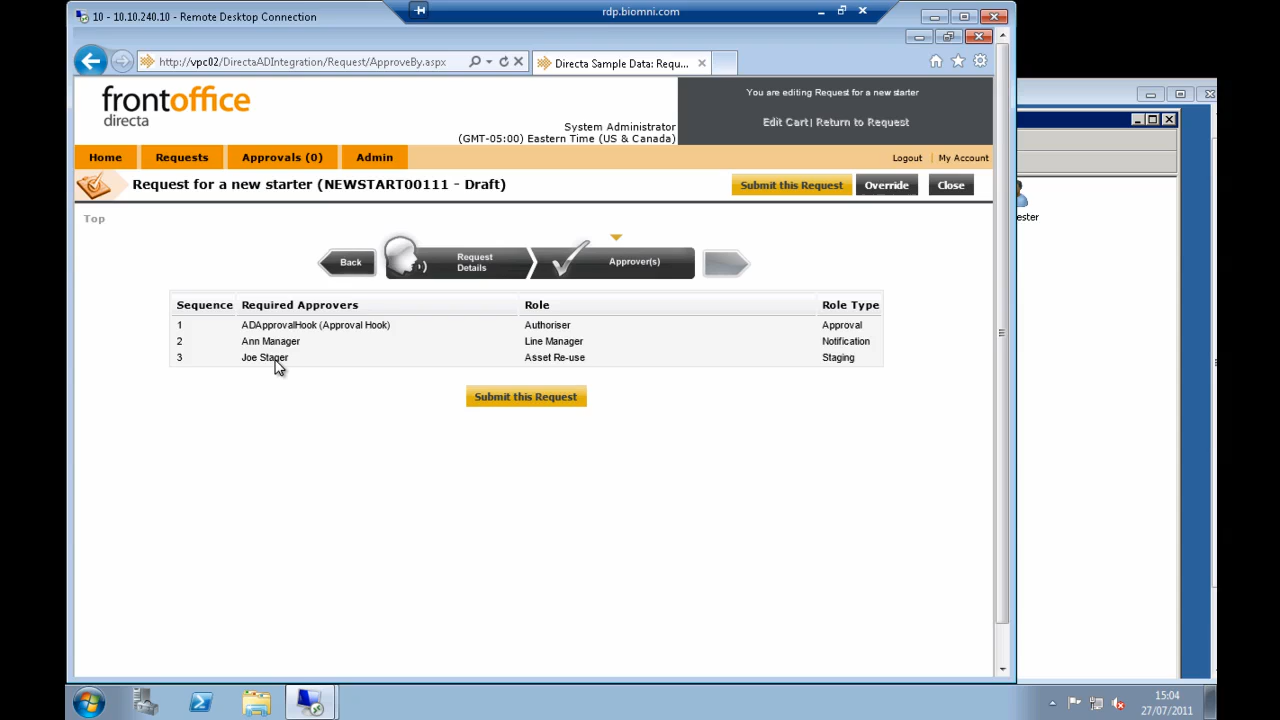 10 - 10.10.240.10 - Remote Desktop Connection
rdp.biomni.com
http://vpc02/DirectaADIntegration/Request/ApproveBy.aspx
Directa Sample Data: Requ...
frontoffice
directa
You are editing Request for a new starter
Edit Cart | Return to Request
System Administrator
(GMT-05:00) Eastern Time (US & Canada)
Home
Requests
Approvals (0)
Admin
Logout | My Account
Request for a new starter (NEWSTART00111 - Draft)
Submit this Request
Override
Close
Top
Back
Request
Details
Approver(s)
Sequence Required Approvers Role Role Type
1 ADApprovalHook (Approval Hook) Authoriser Approval
2 Ann Manager Line Manager Notification
3 Joe Stager Asset Re-use Staging
Submit this Request
ester
15:04
27/07/2011